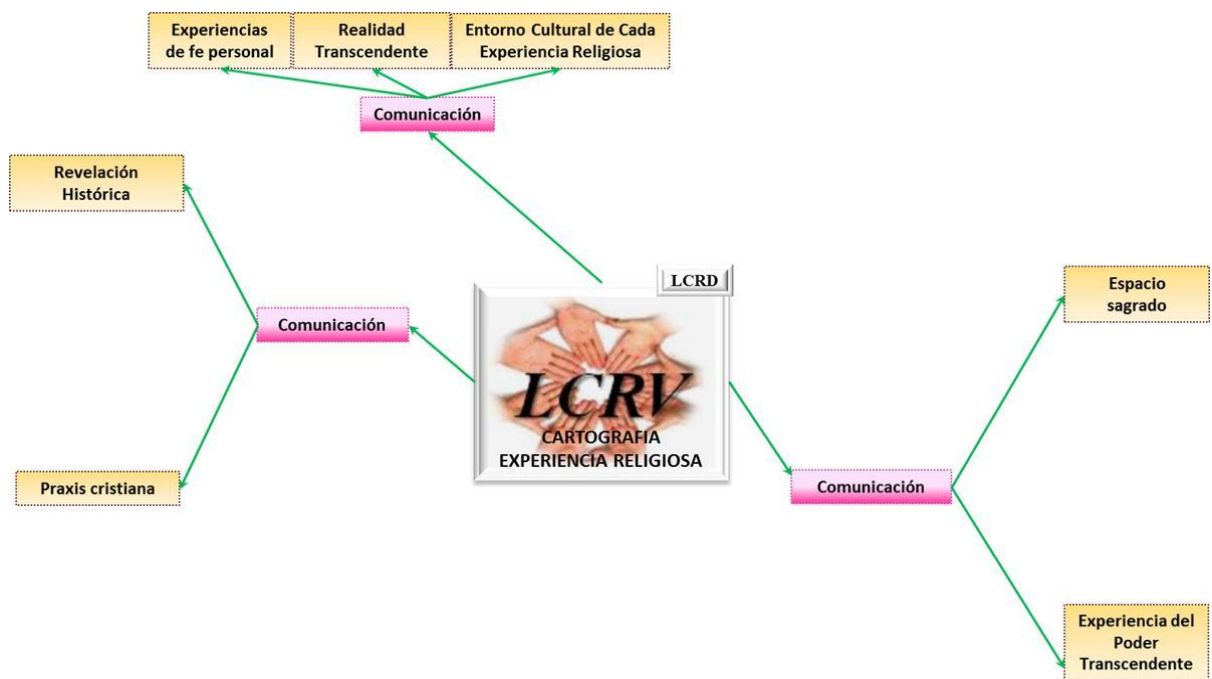 Experiencias
de fe personal
Realidad
Transcendente
Entorno Cultural de Cada
Experiencia Religiosa
Comunicación
Revelación
Histórica
LCRD
Espacio
sagrado
Comunicación
LCRV
CARTOGRAFIA
EXPERIENCIA RELIGIOSA
Praxis cristiana
Comunicación
Experiencia del
Poder
Transcendente